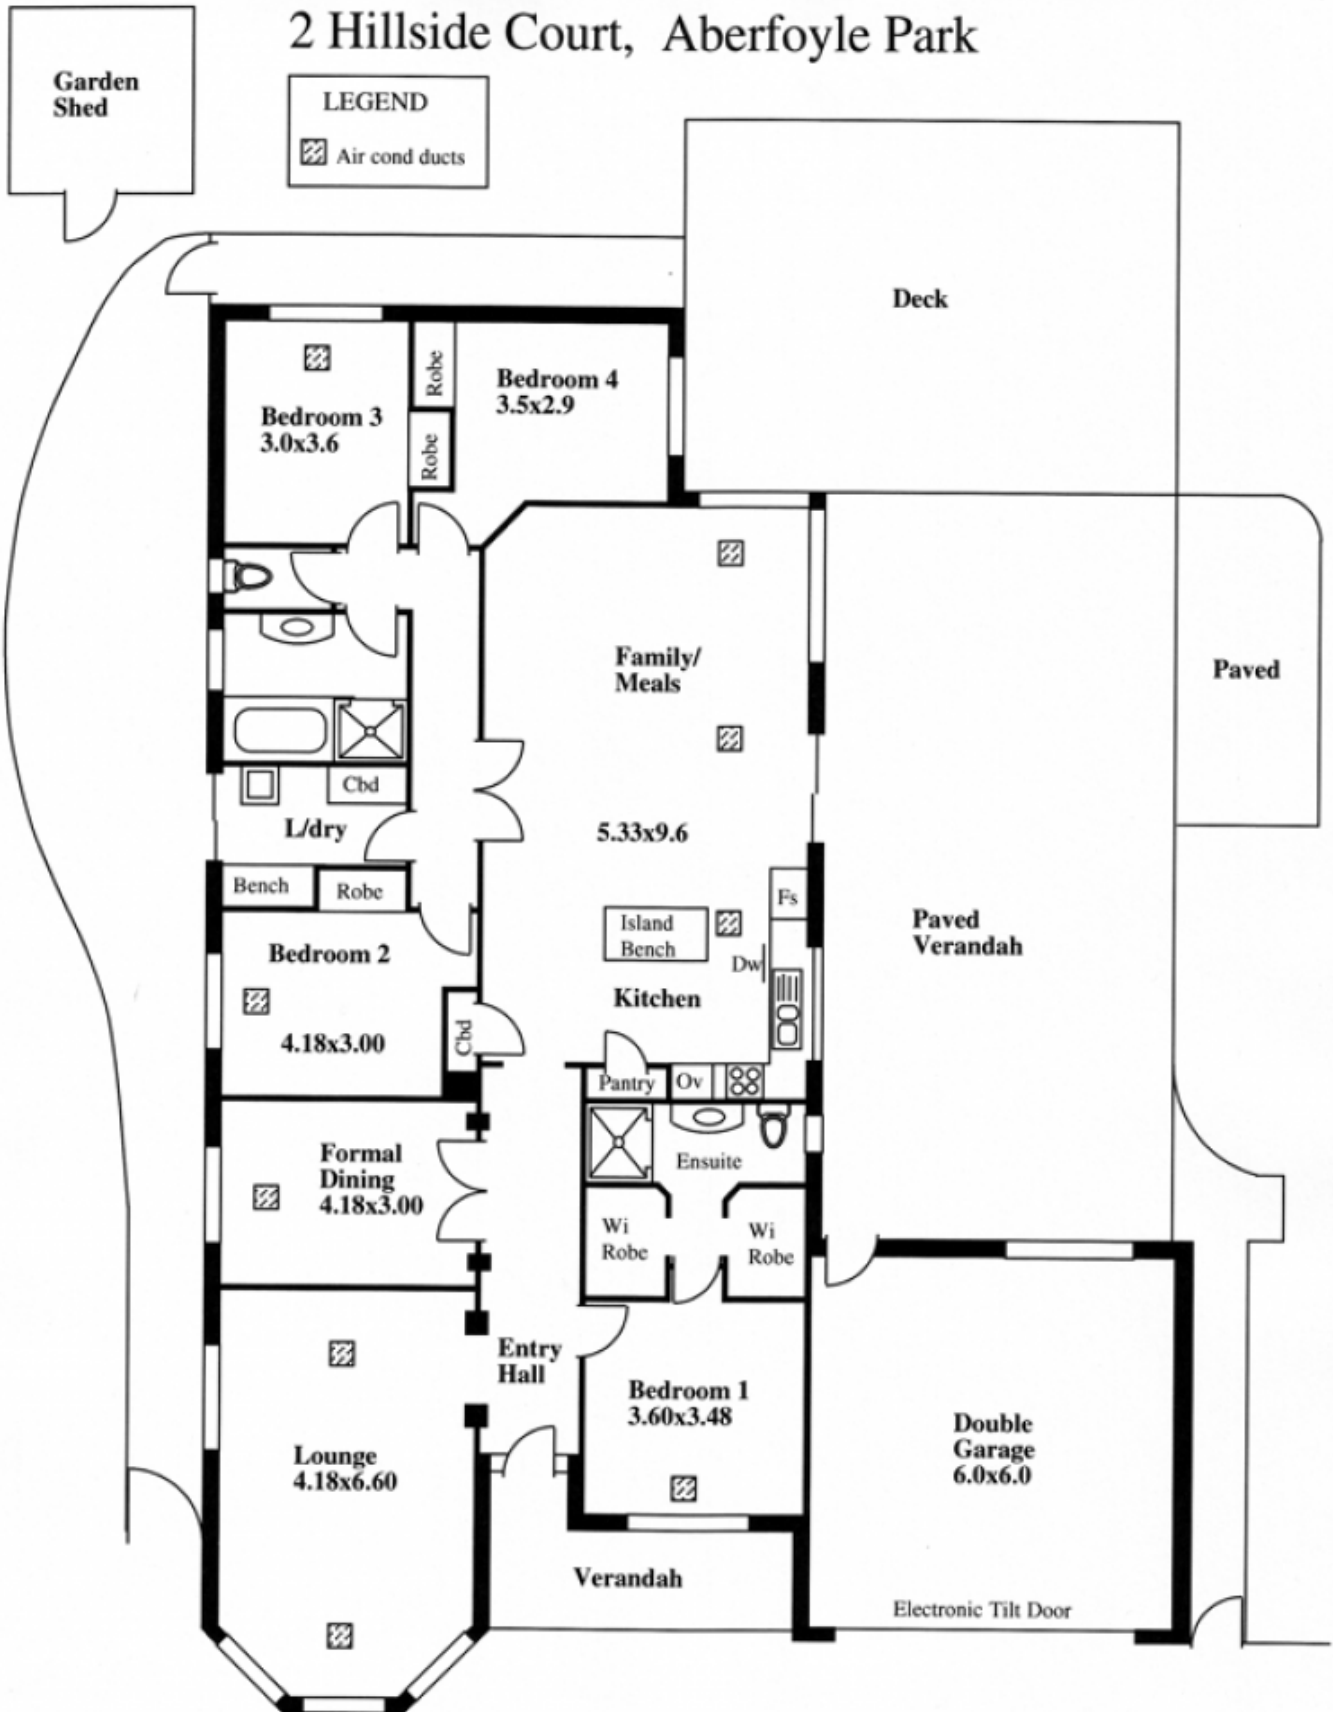 2 Hillside Court, Aberfoyle Park
Garden
Shed
LEGEND
Air cond ducts
Deck
Robe
Bedroom 4
3.5x2.9
Bedroom 3
3.0x3.6
Robe
Family/
Meals
Paved
Cbd
L/dry
5.33x9.6
Bench
Robe
Fs
Island
Bench
Paved
Verandah
Bedroom 2
Dw
Kitchen
4.18x3.00
Cbd
Pantry
Ov
Formal
Dining
4.18x3.00
Ensuite
Wi
Robe
Wi
Robe
Entry
Hall
Bedroom 1
3.60x3.48
Double
Garage
6.0x6.0
Lounge
4.18x6.60
Verandah
Electronic Tilt Door